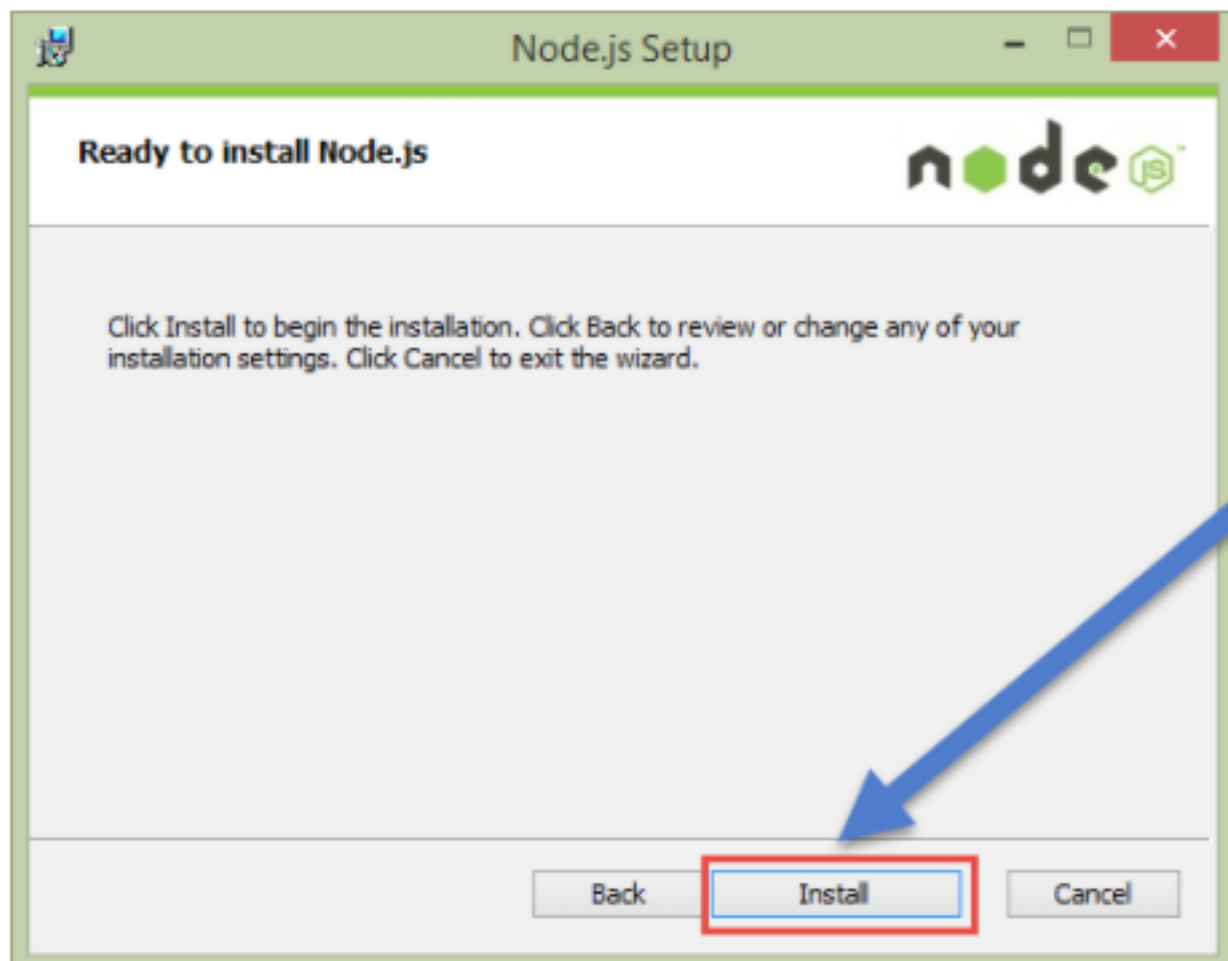 Node.js Setup
Ready to install Node.js
node JS
Click Install to begin the installation. Click Back to review or change any of your
installation settings. Click Cancel to exit the wizard.
Back Install Cancel